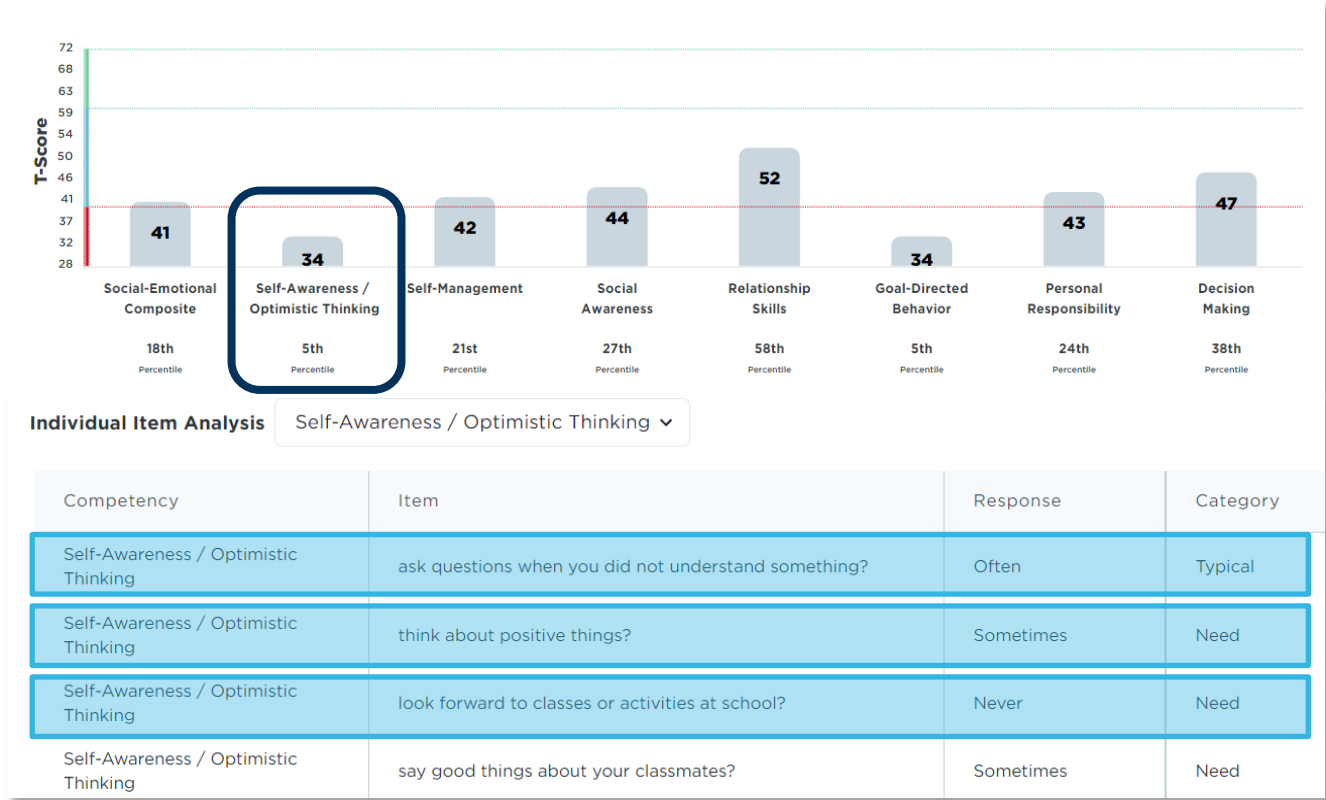 72
68
63
59
54
50
46
41
37
32
28
T-Score
41
34
42
44
52
34
43
47
Social-Emotional Composite
Self-Awareness / Optimistic Thinking
Self-Management
Social Awareness
Relationship Skills
Goal-Directed Behavior
Personal Responsibility
Decision Making
18th Percentile
5th Percentile
21st Percentile
27th Percentile
58th Percentile
5th Percentile
24th Percentile
38th Percentile
Individual Item Analysis Self-Awareness / Optimistic Thinking
Competency Item Response Category
Self-Awareness / Optimistic
Thinking
ask questions when you did not understand something? Often Typical
Self-Awareness / Optimistic
Thinking
think about positive things? Sometimes Need
Self-Awareness / Optimistic
Thinking
look forward to classes or activities at school? Never Need
Self-Awareness / Optimistic
Thinking
say good things about your classmates? Sometimes Need